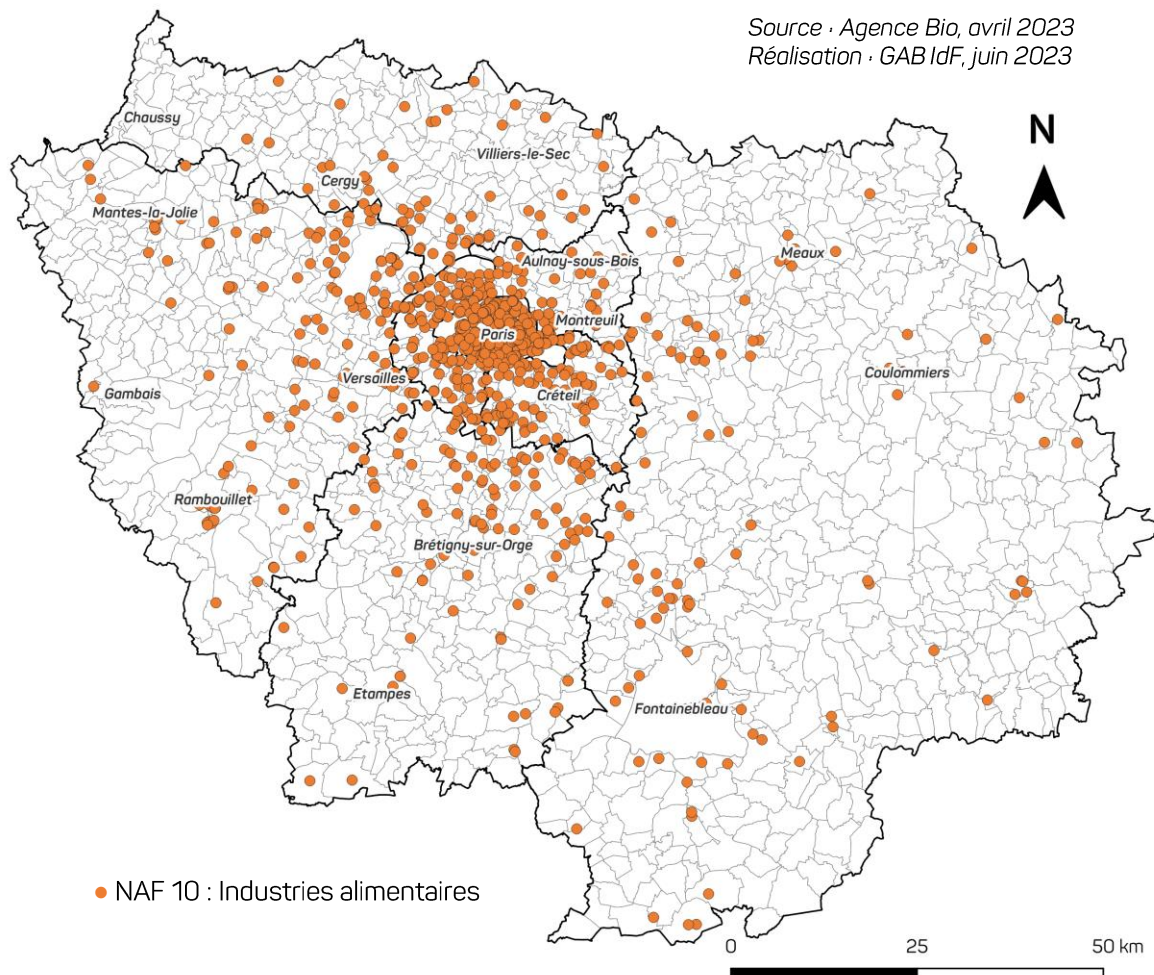 Source : Agence Bio, avril 2023
Réalisation : GAB IdF, juin 2023
N
Chaussy
Villiers-le-Sec
Cergy
Mantes-la-Jolie
Meaux
Aulnay-sous-Bois
Montreuil
Paris
Coulommiers
Versailles
Gambais
Créteil
Rambouillet
Brétigny-sur-Orge
Etampes
Fontainebleau
NAF 10 : Industries alimentaires
0 25 50 km